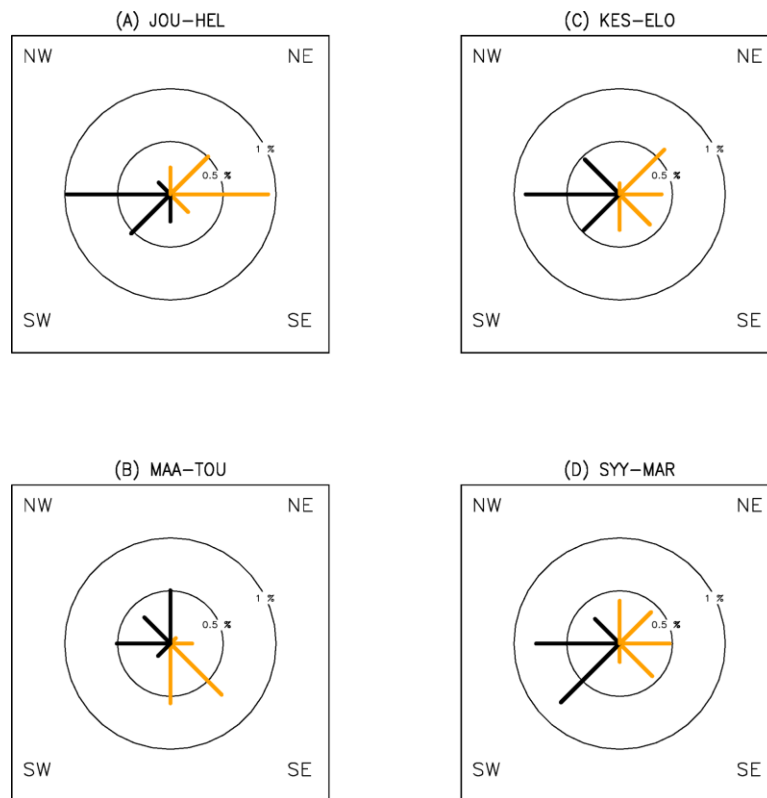 (A) JOU-HEL
NW NE
1 %
0.5 %
SW SE
(C) KES-ELO
NW NE
1 %
0.5 %
SW SE
(B) MAA-TOU
NW NE
1 %
0.5 %
SW SE
(D) SYY-MAR
NW NE
1 %
0.5 %
SW SE